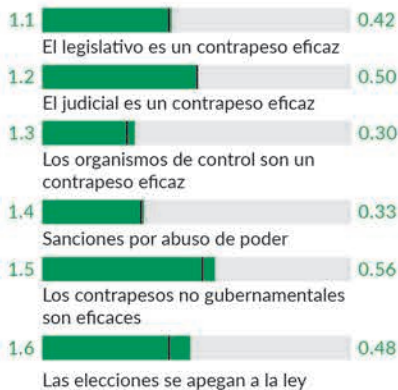 1.1 0.42
El legislativo es un contrapeso eficaz
1.2 0.50
El judicial es un contrapeso eficaz
1.3 0.30
Los organismos de control son un
contrapeso eficaz
1.4 0.33
Sanciones por abuso de poder
1.5 0.56
Los contrapesos no gubernamentales
son eficaces
1.6 0.48
Las elecciones se apegan a la ley